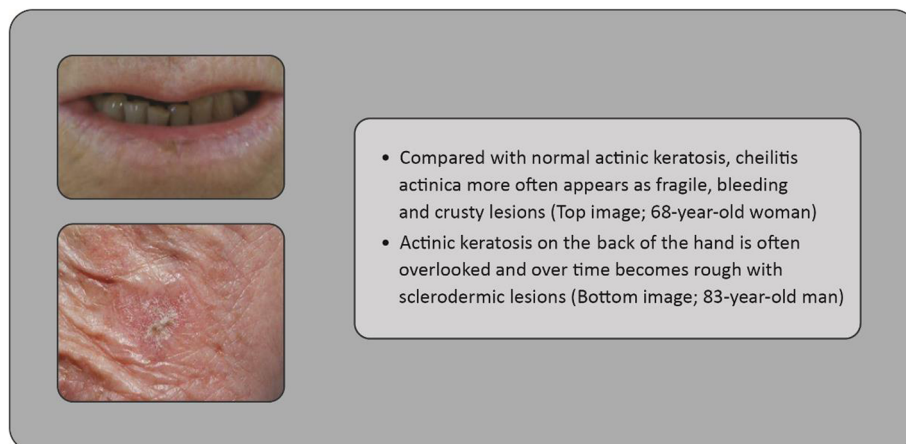 • Compared with normal actinic keratosis, cheilitis
actinica more often appears as fragile, bleeding
and crusty lesions (Top image; 68-year-old woman)
• Actinic keratosis on the back of the hand is often
overlooked and over time becomes rough with
sclerodermic lesions (Bottom image; 83-year-old man)